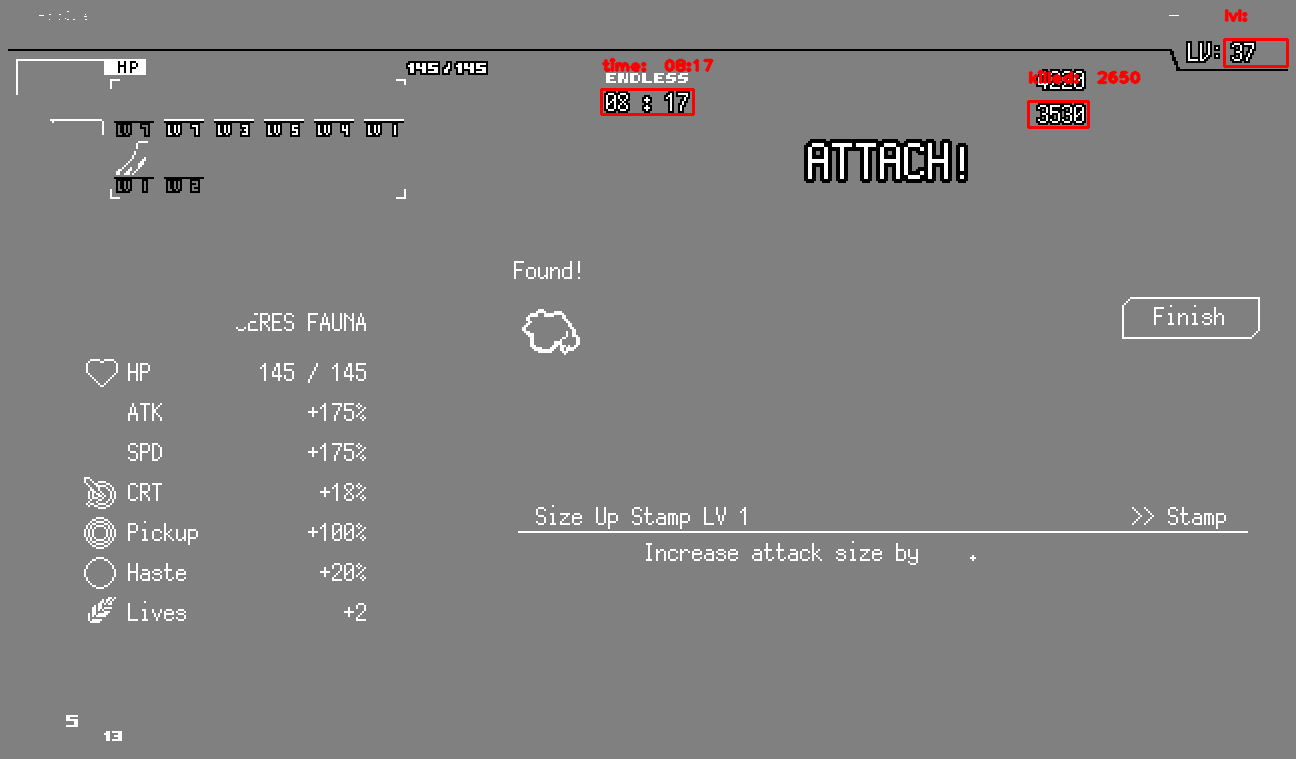 lvl:
LV: 37
HP 145/145
time: 08:17
ENDLESS
08 : 17
killed: 2650
4220
3530
LV 7 LV 7 LV 3 LV 5 LV 4 LV 1
LV 1 LV 2
ATTACH!
Found!
CERES FAUNA
Finish
HP 145 / 145
ATK +175%
SPD +175%
CRT +18%
Pickup +100%
Haste +20%
Lives +2
Size Up Stamp LV 1 >> Stamp
Increase attack size by .
5
13